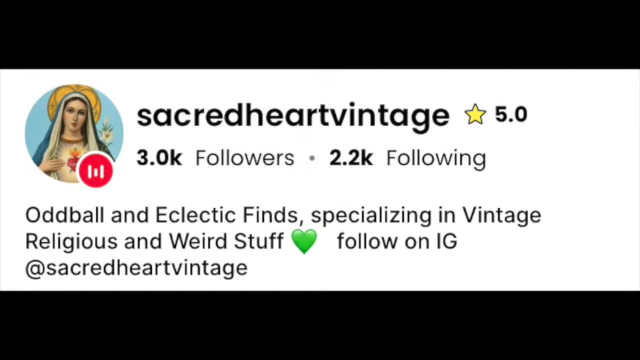 sacredheartvintage ⭐ 5.0
3.0k Followers • 2.2k Following
Oddball and Eclectic Finds, specializing in Vintage
Religious and Weird Stuff 💚 follow on IG
@sacredheartvintage